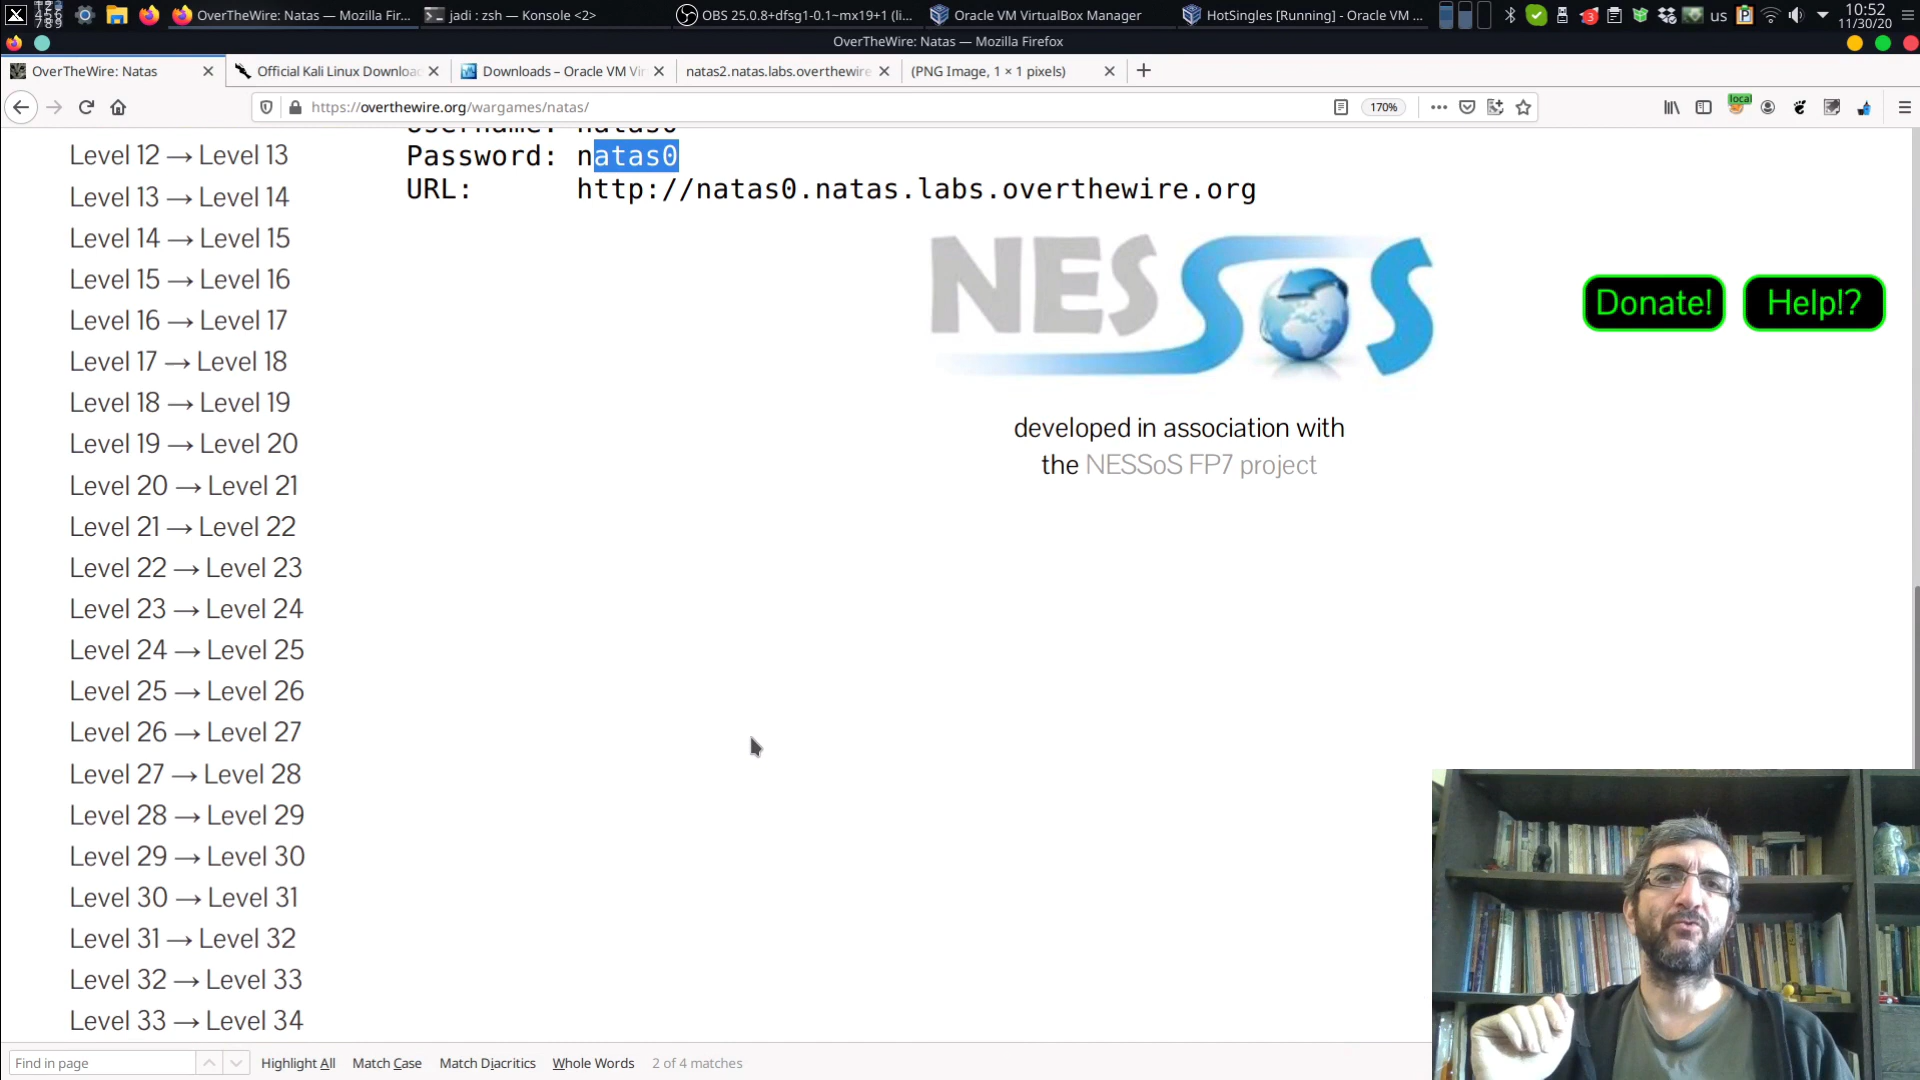 OverTheWire: Natas — Mozilla Fir...
jadi : zsh — Konsole <2>
OBS 25.0.8+dfsg1-0.1~mx19+1 (li...
Oracle VM VirtualBox Manager
HotSingles [Running] - Oracle VM ...
us
10:52
11/30/20
OverTheWire: Natas — Mozilla Firefox
OverTheWire: Natas
Official Kali Linux Downloa
Downloads – Oracle VM Vir
natas2.natas.labs.overthewire
(PNG Image, 1 × 1 pixels)
https://overthewire.org/wargames/natas/
170%
local
Username: natas0
Password: natas0
URL: http://natas0.natas.labs.overthewire.org
Level 12 → Level 13
Level 13 → Level 14
Level 14 → Level 15
Level 15 → Level 16
Level 16 → Level 17
Level 17 → Level 18
Level 18 → Level 19
Level 19 → Level 20
Level 20 → Level 21
Level 21 → Level 22
Level 22 → Level 23
Level 23 → Level 24
Level 24 → Level 25
Level 25 → Level 26
Level 26 → Level 27
Level 27 → Level 28
Level 28 → Level 29
Level 29 → Level 30
Level 30 → Level 31
Level 31 → Level 32
Level 32 → Level 33
Level 33 → Level 34
NESSOS
developed in association with
the NESSoS FP7 project
Donate!
Help!?
Find in page
Highlight All
Match Case
Match Diacritics
Whole Words
2 of 4 matches